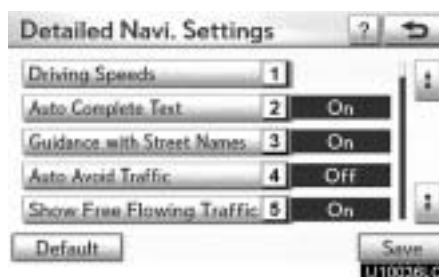 Detailed Navi. Settings ?
Driving Speeds 1
Auto Complete Text 2 On
Guidance with Street Names 3 On
Auto Avoid Traffic 4 Off
Show Free Flowing Traffic 5 On
Default Save